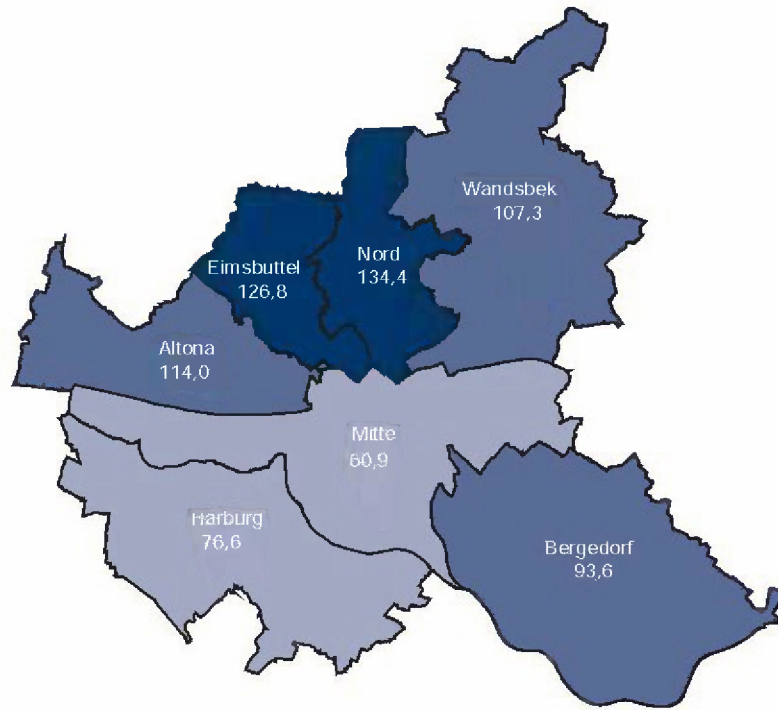 Wandsbek
107,3
Nord
134,4
Eimsbuttel
126,8
Altona
114,0
Mitte
60,9
Harburg
76,6
Bergedorf
93,6